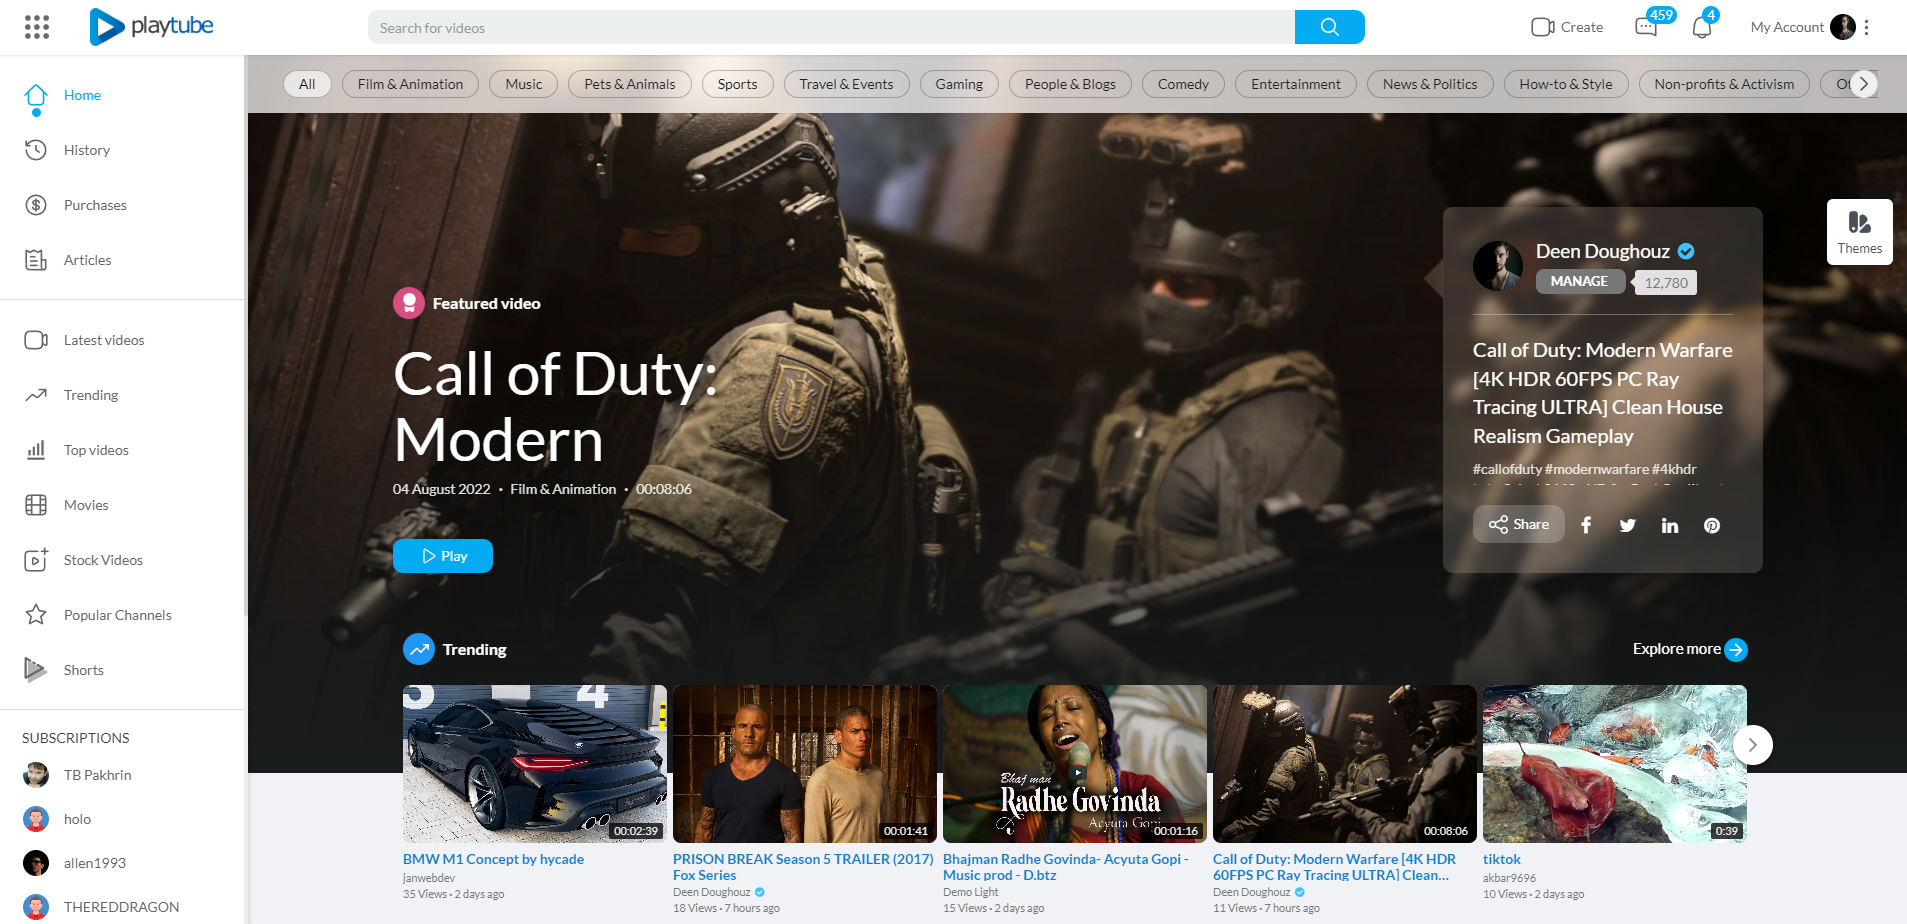 playtube
Search for videos
Create
459
4
My Account
All
Film & Animation
Music
Pets & Animals
Sports
Travel & Events
Gaming
People & Blogs
Comedy
Entertainment
News & Politics
How-to & Style
Non-profits & Activism
Home
History
Purchases
Articles
Latest videos
Trending
Top videos
Movies
Stock Videos
Popular Channels
Shorts
SUBSCRIPTIONS
TB Pakhrin
holo
allen1993
THEREDDRAGON
Themes
Featured video
Call of Duty:
Modern
04 August 2022 • Film & Animation • 00:08:06
Play
Deen Doughouz
MANAGE
12,780
Call of Duty: Modern Warfare
[4K HDR 60FPS PC Ray
Tracing ULTRA] Clean House
Realism Gameplay
#callofduty #modernwarfare #4khdr
Share
Trending
Explore more
4
00:02:39
BMW M1 Concept by hycade
janwebdev
35 Views • 2 days ago
00:01:41
PRISON BREAK Season 5 TRAILER (2017)
Fox Series
Deen Doughouz
18 Views • 7 hours ago
Bhaj man
Radhe Govinda
Acyuta Gopi
00:01:16
Bhajman Radhe Govinda- Acyuta Gopi -
Music prod - D.btz
Demo Light
15 Views • 2 days ago
00:08:06
Call of Duty: Modern Warfare [4K HDR
60FPS PC Ray Tracing ULTRA] Clean...
Deen Doughouz
11 Views • 7 hours ago
0:39
tiktok
akbar9696
10 Views • 2 days ago